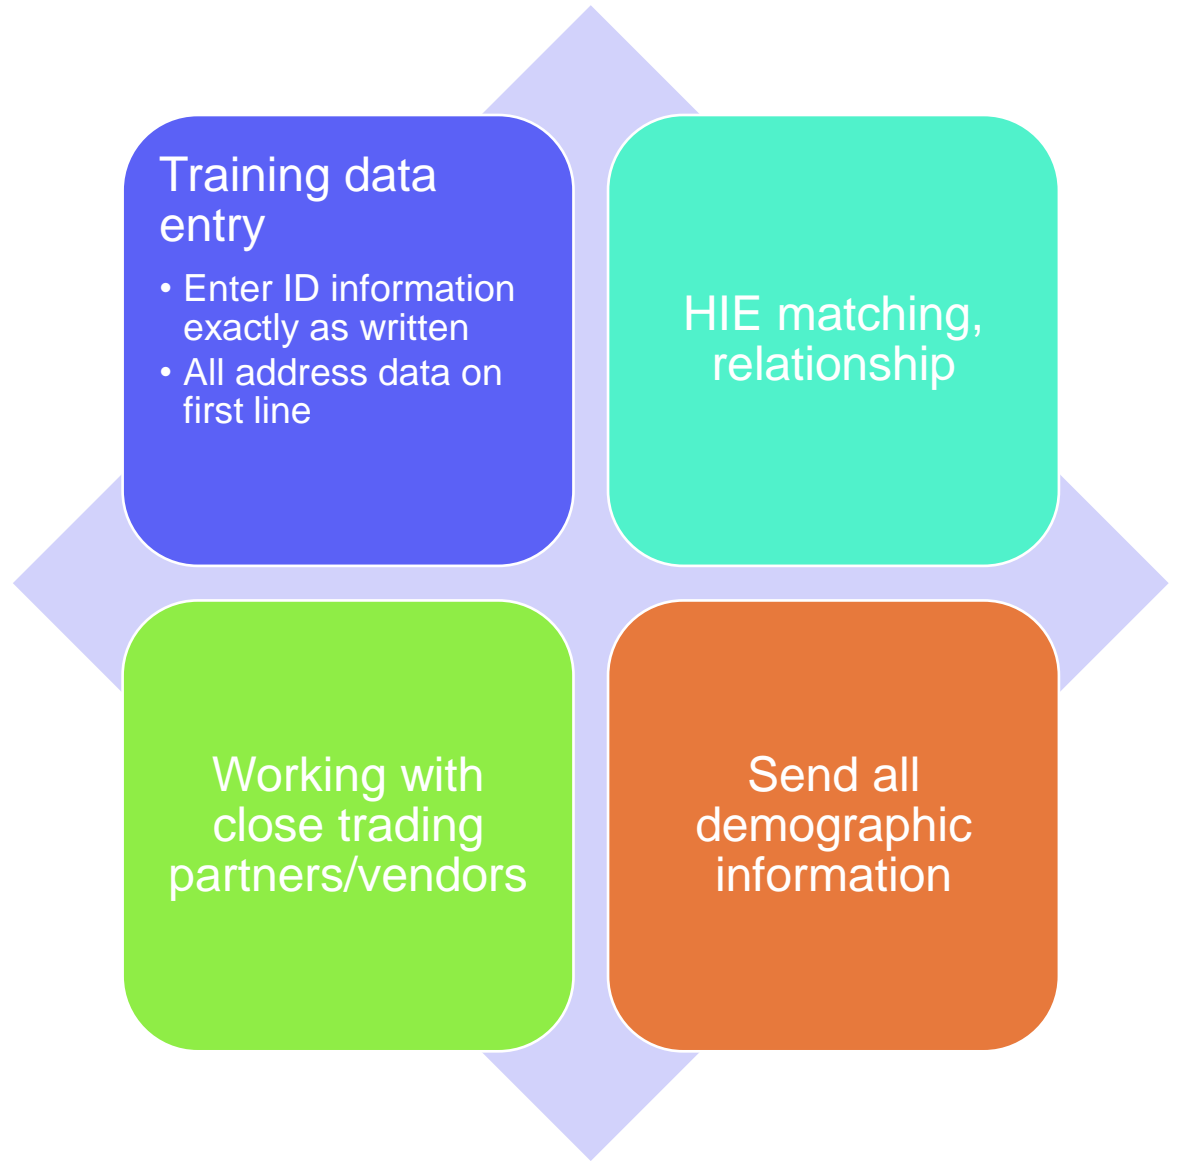 Training data
entry
• Enter ID information
exactly as written
• All address data on
first line
HIE matching,
relationship
Working with
close trading
partners/vendors
Send all
demographic
information